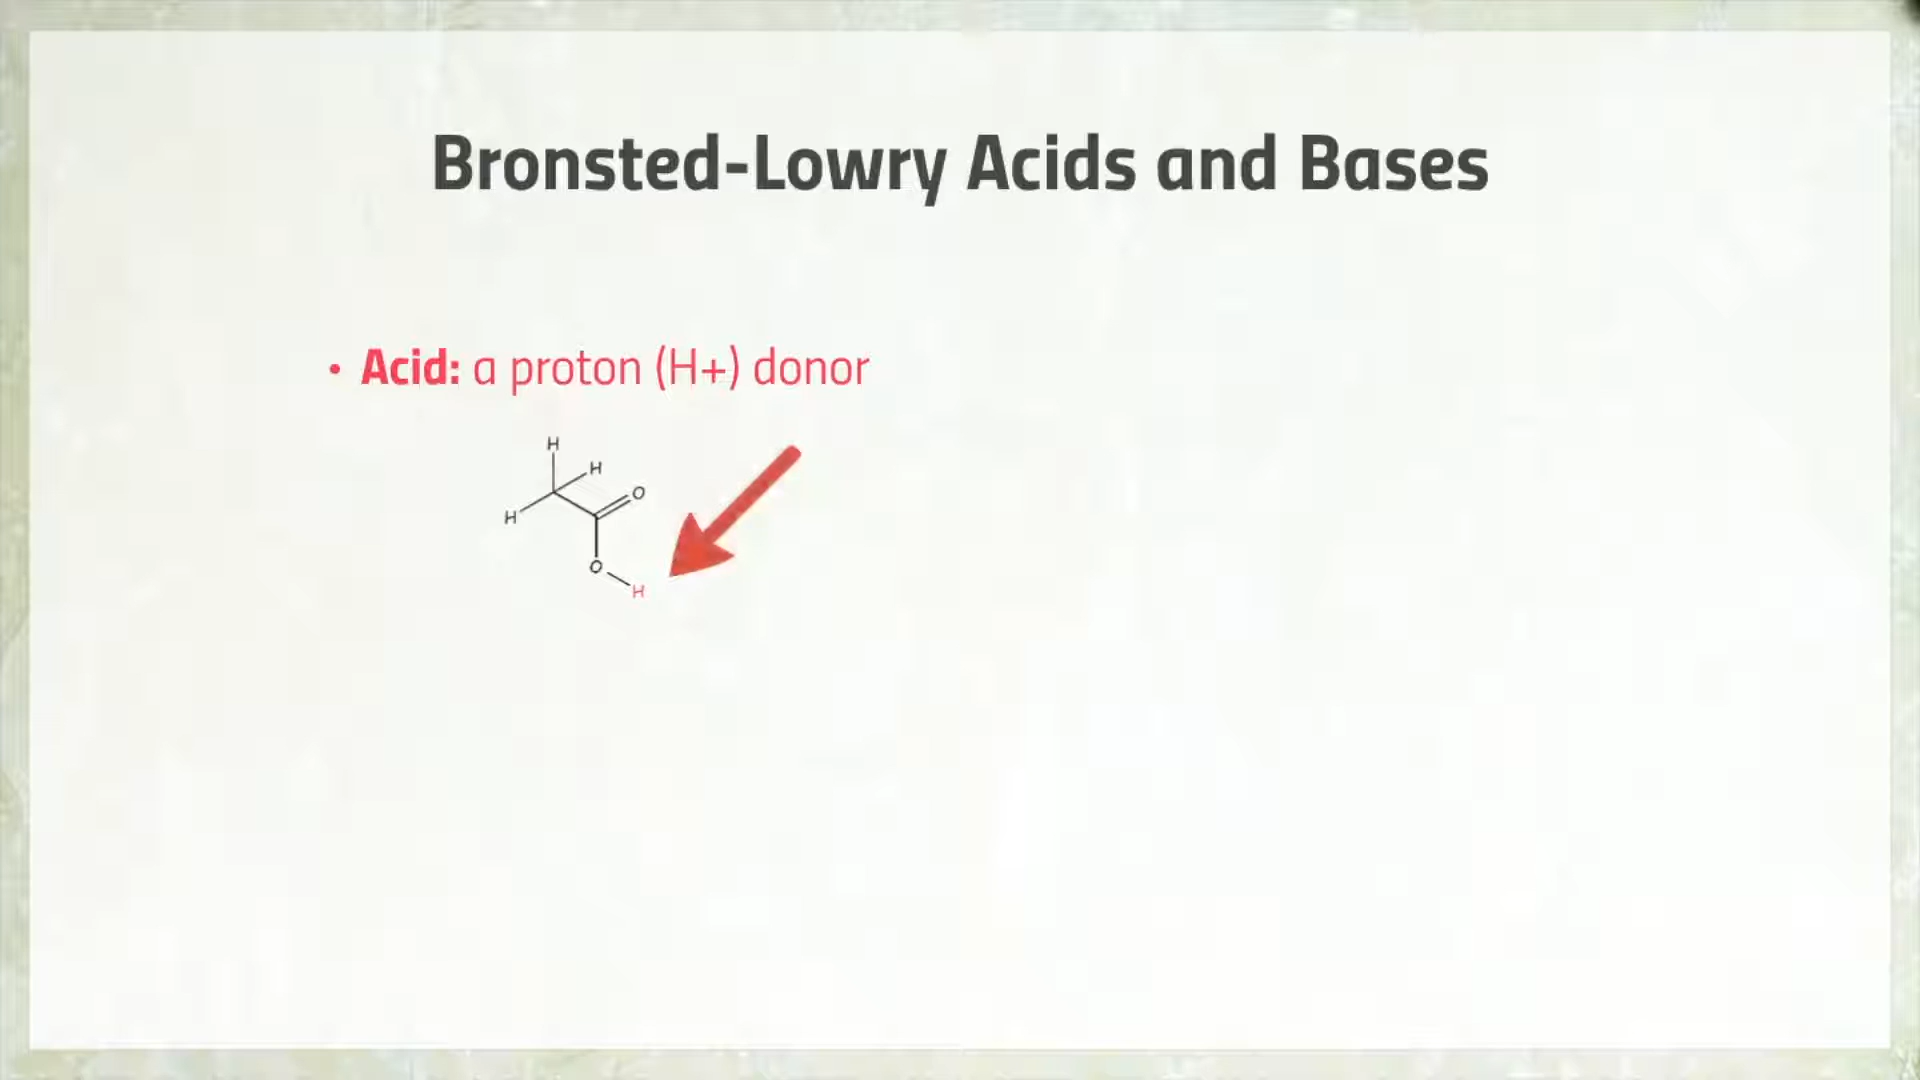 Bronsted-Lowry Acids and Bases
• Acid: a proton (H+) donor
H
H
O
H
O
H